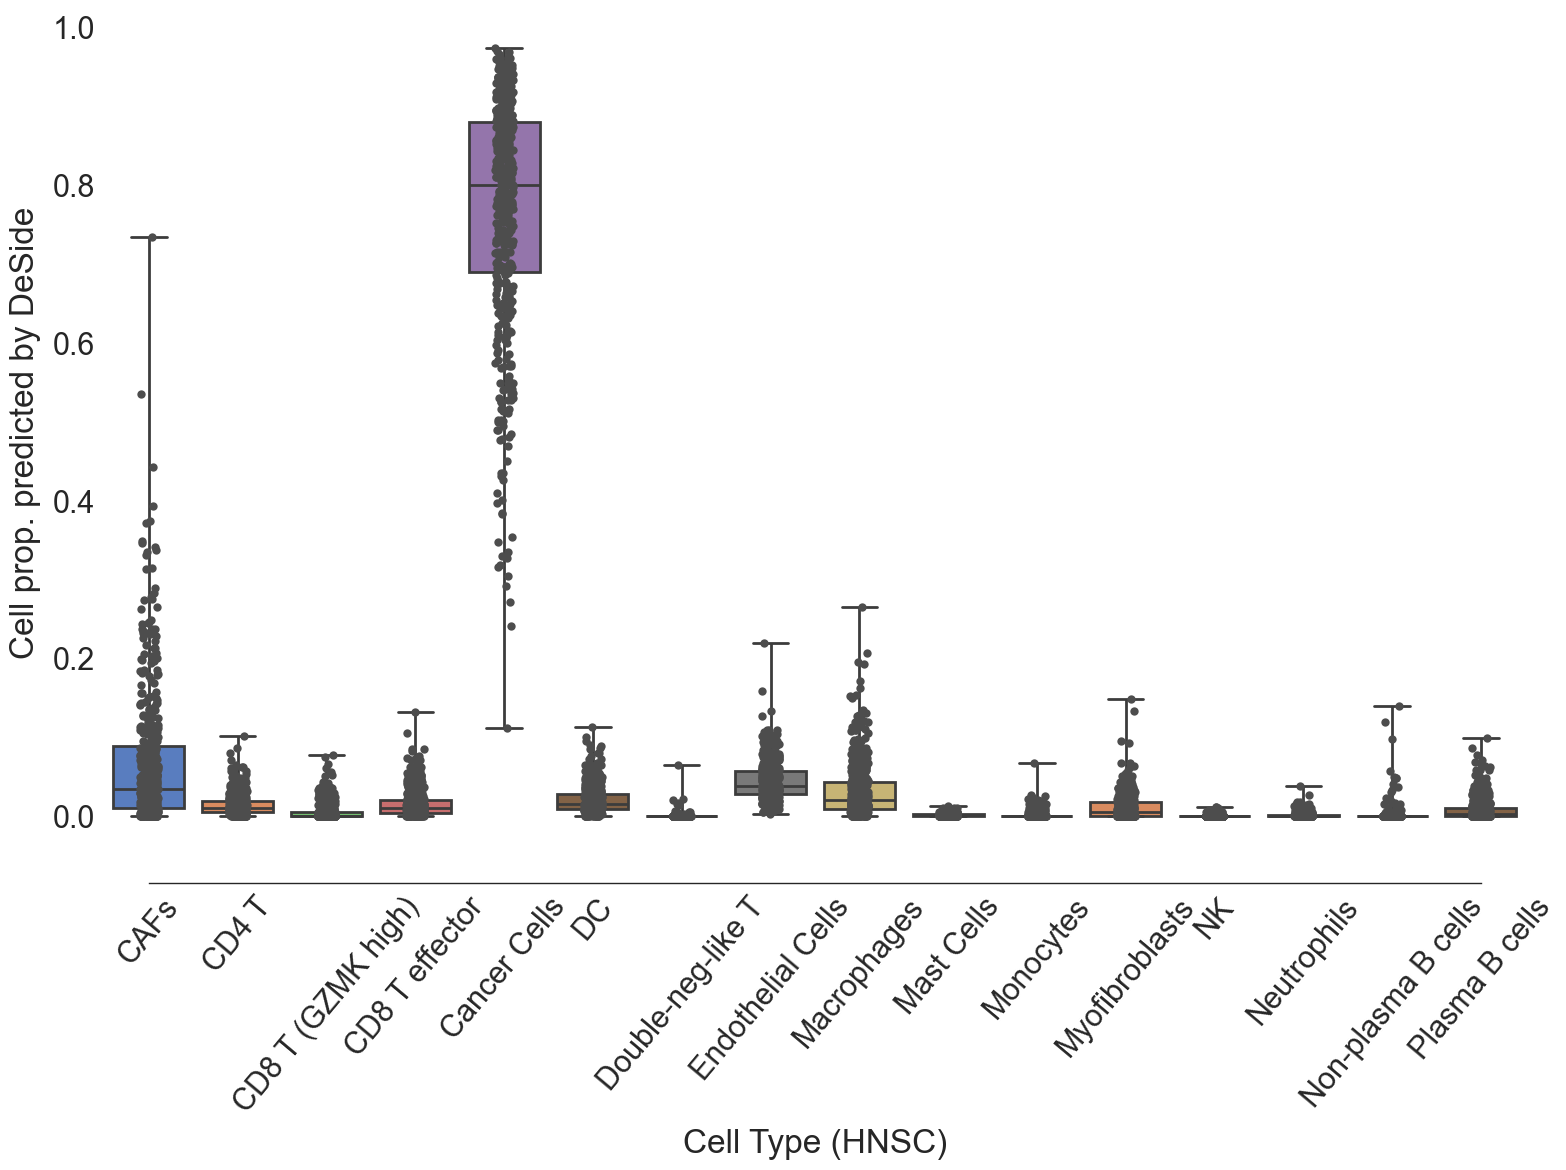 1.0
0.8
0.6
0.4
0.2
0.0
Cell prop. predicted by DeSide
CAFs
CD4 T
CD8 T (GZMK high)
CD8 T effector
Cancer Cells
DC
Double-neg-like T
Endothelial Cells
Macrophages
Mast Cells
Monocytes
Myofibroblasts
NK
Neutrophils
Non-plasma B cells
Plasma B cells
Cell Type (HNSC)